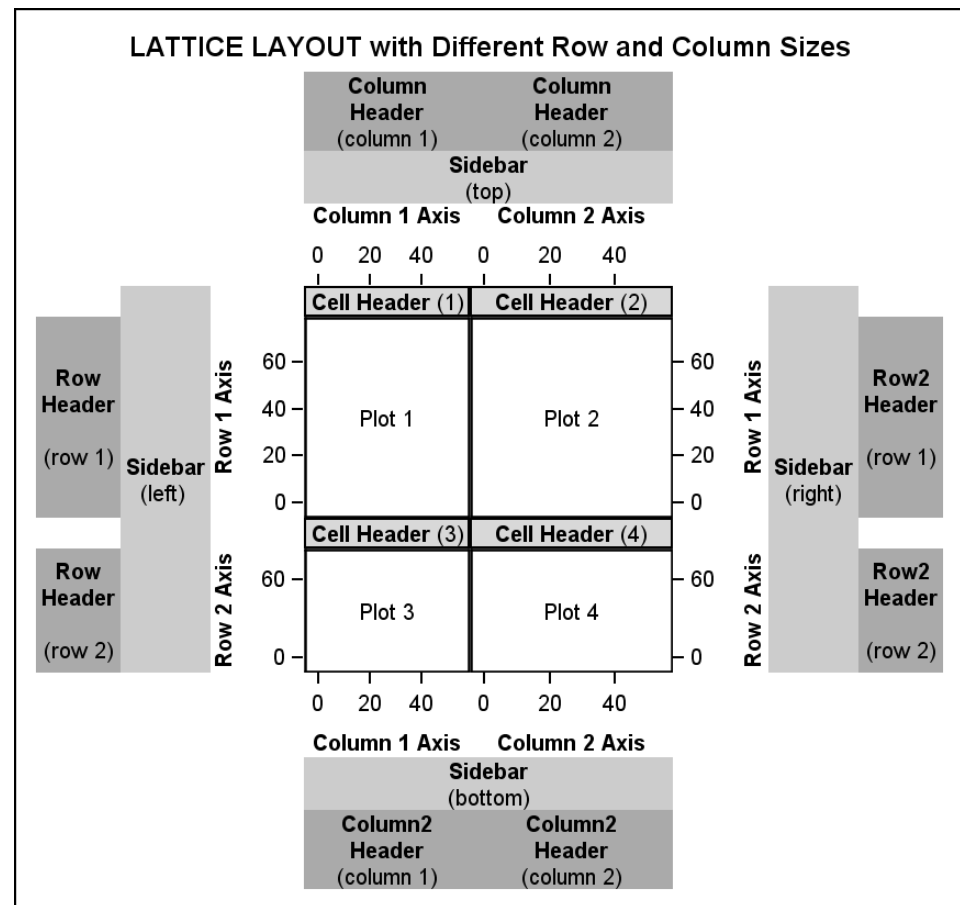 LATTICE LAYOUT with Different Row and Column Sizes
Column Column
Header Header
(column 1) (column 2)
Sidebar
(top)
Column 1 Axis Column 2 Axis
0 20 40 0 20 40
Cell Header (1) Cell Header (2)
Row
Header
(row 1)
Sidebar
(left)
Row 1 Axis
60
40
20
0
Plot 1
Plot 2
60
40
20
0
Row 1 Axis
Sidebar
(right)
Row2
Header
(row 1)
Cell Header (3) Cell Header (4)
Row
Header
(row 2)
Row 2 Axis
60
0
Plot 3
Plot 4
60
0
Row 2 Axis
Row2
Header
(row 2)
0 20 40 0 20 40
Column 1 Axis Column 2 Axis
Sidebar
(bottom)
Column2 Column2
Header Header
(column 1) (column 2)